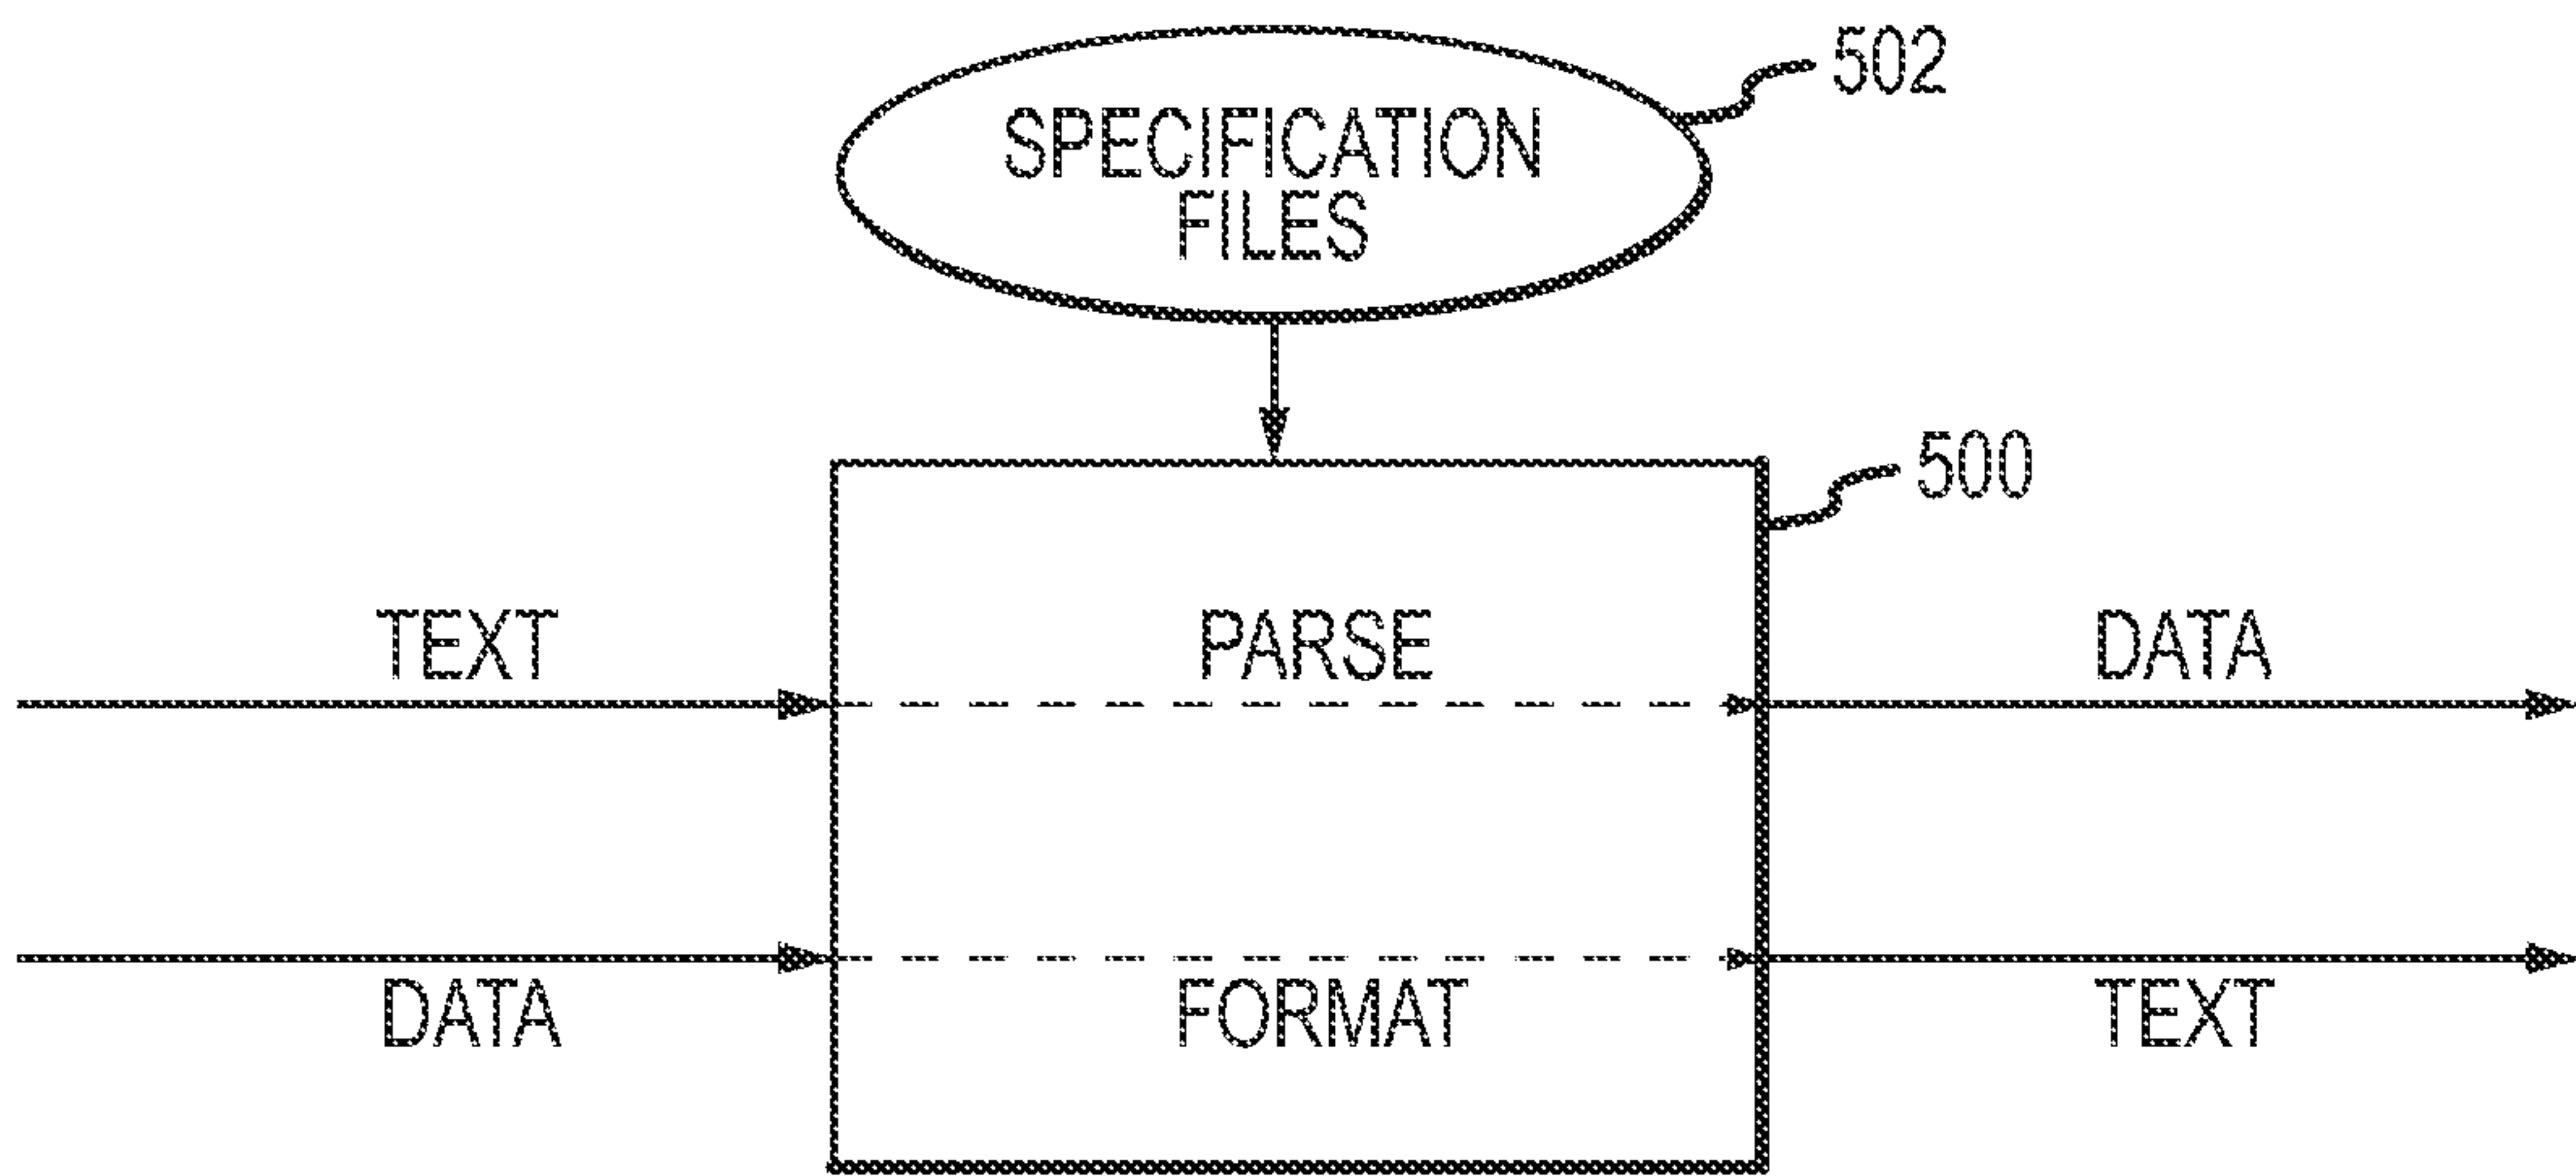 502
SPECIFICATION
FILES
500
TEXT
PARSE
DATA
DATA
FORMAT
TEXT